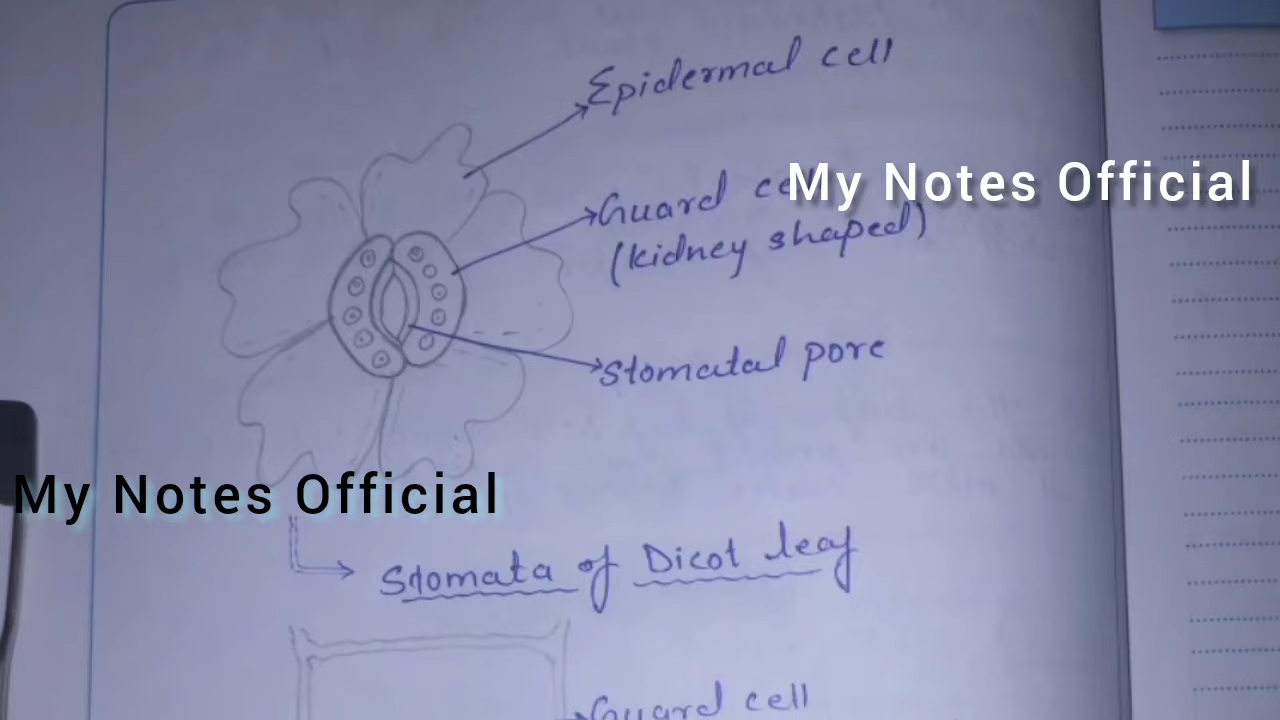 Epidermal cell
Guard
My Notes Official
(kidney shaped)
Stomatal pore
My Notes Official
Stomata of Dicot leaf
Guard cell